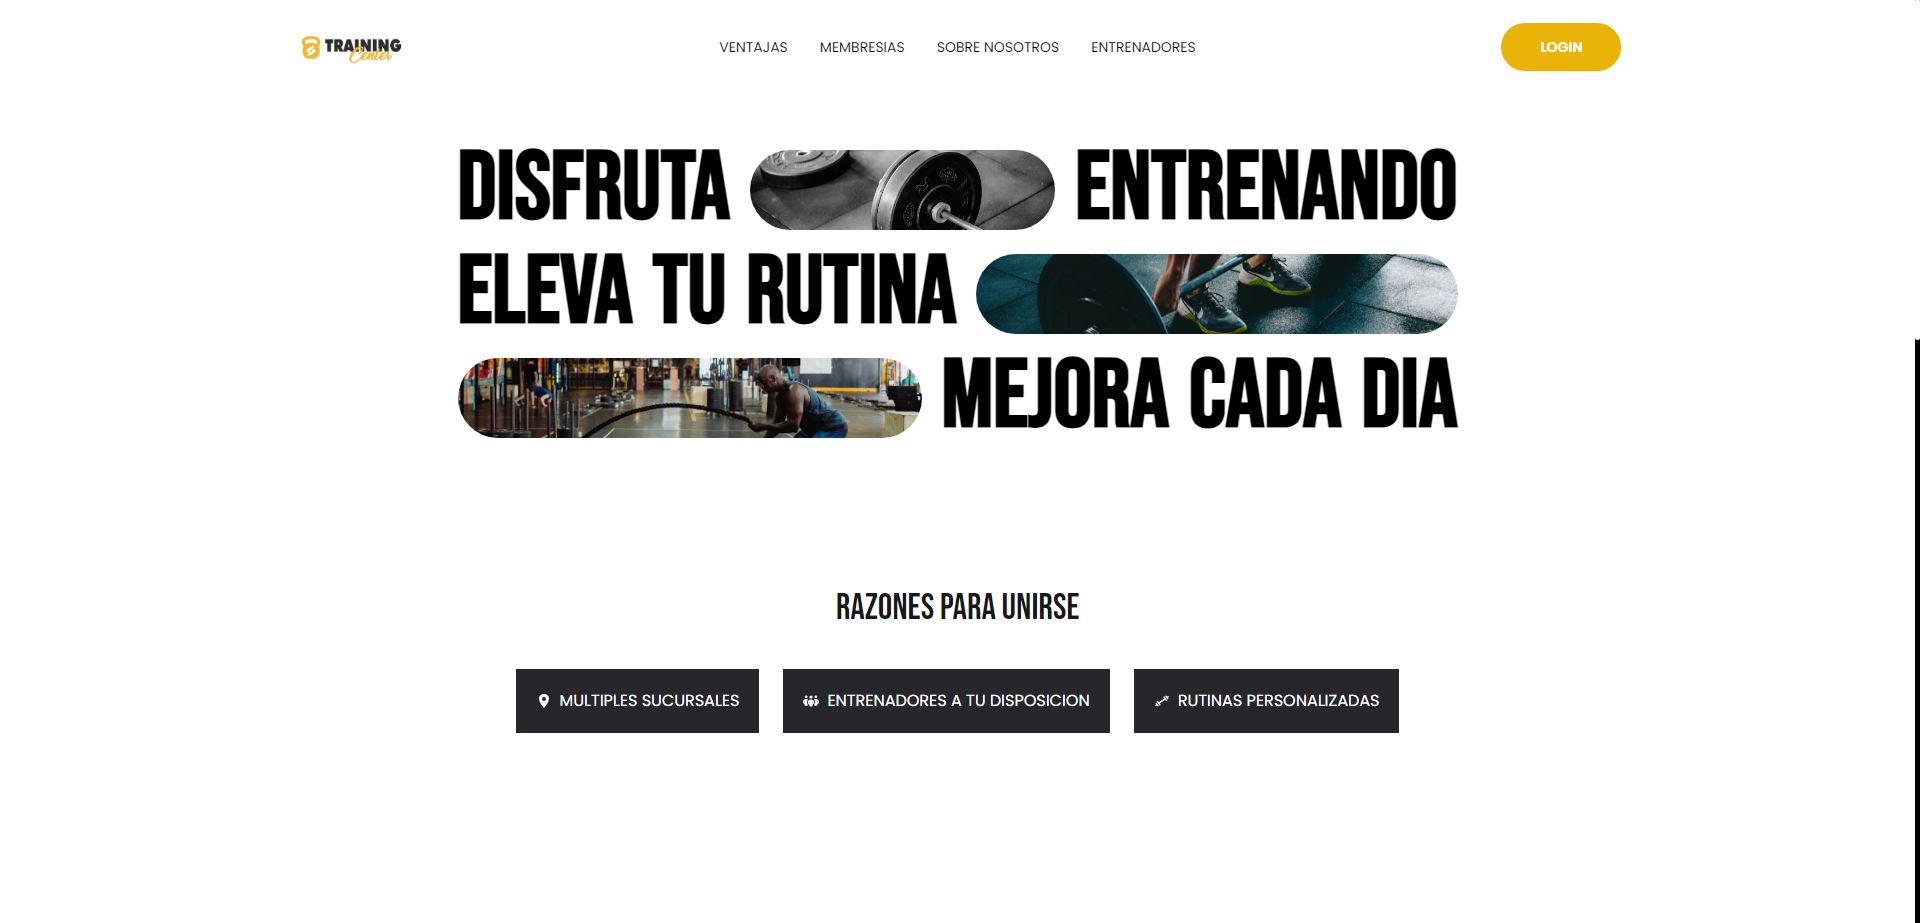 TRAINING
Center
VENTAJAS MEMBRESIAS SOBRE NOSOTROS ENTRENADORES
LOGIN
DISFRUTA ENTRENANDO
ELEVA TU RUTINA
MEJORA CADA DIA
RAZONES PARA UNIRSE
MULTIPLES SUCURSALES
ENTRENADORES A TU DISPOSICION
RUTINAS PERSONALIZADAS